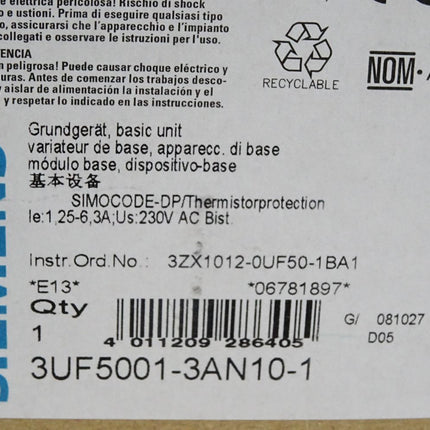 e elettrica pericolosa! Rischio di shock
o e ustioni. Prima di eseguire qualsiasi
tivo, assicurarsi che l'apparecchio e l'impianto
collegati e osservare le istruzioni per l'uso.
TENCIA
n peligrosa! Puede causar choque eléctrico y
uras. Antes de comenzar los trabajos desco-
y aislar de alimentación la instalación y el
y respetar lo indicado en las instrucciones.
RECYCLABLE
NOM
SIEMENS
Grundgerät, basic unit
variateur de base, apparecc. di base
módulo base, dispositivo-base
基本设备
SIMOCODE-DP/Thermistorprotection
Ie:1,25-6,3A;Us:230V AC Bist.
Instr.Ord.No.: 3ZX1012-0UF50-1BA1
*E13* *06781897*
Qty
1
G/ 081027
D05
4 011209 286405
3UF5001-3AN10-1